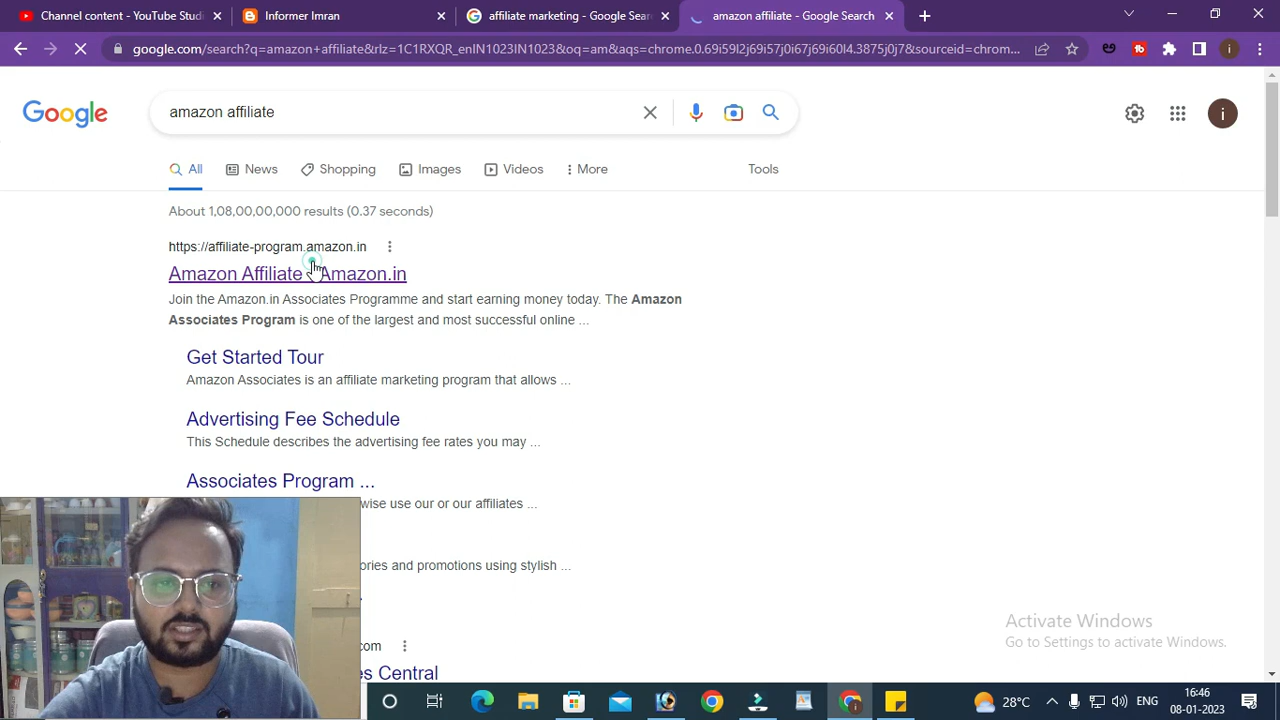 Channel content - YouTube Studi
Informer Imran
affiliate marketing - Google Sear
amazon affiliate - Google Search
google.com/search?q=amazon+affiliate&rlz=1C1RXQR_enIN1023IN1023&oq=am&aqs=chrome.0.69i59l2j69i57j0i67j69i60l4.3875j0j7&sourceid=chrom...
i
Google
amazon affiliate
i
All
News
Shopping
Images
Videos
More
Tools
About 1,08,00,00,000 results (0.37 seconds)
https://affiliate-program.amazon.in
Amazon Affiliate Amazon.in
Join the Amazon.in Associates Programme and start earning money today. The Amazon
Associates Program is one of the largest and most successful online ...
Get Started Tour
Amazon Associates is an affiliate marketing program that allows ...
Advertising Fee Schedule
This Schedule describes the advertising fee rates you may ...
Associates Program ...
wise use our or our affiliates ...
ories and promotions using stylish ...
com
es Central
Activate Windows
Go to Settings to activate Windows.
28°C
ENG
16:46
08-01-2023